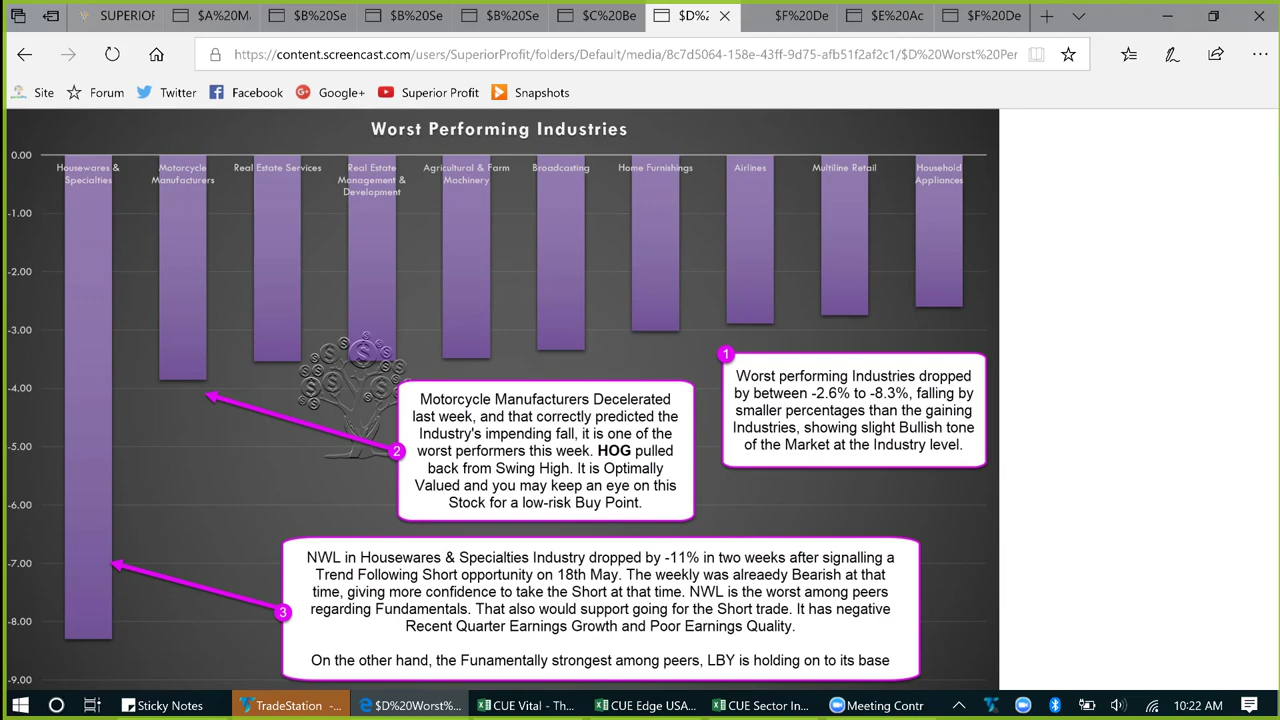 SUPERIOR
$A%20M
$B%20Se
$B%20Se
$B%20Se
$C%20Be
$D%2
$F%20De
$E%20Ac
$F%20De
https://content.screencast.com/users/SuperiorProfit/folders/Default/media/8c7d5064-158e-43ff-9d75-afb51f2af2c1/$D%20Worst%20Per
Site
Forum
Twitter
Facebook
Google+
Superior Profit
Snapshots
Worst Performing Industries
0.00
-1.00
-2.00
-3.00
-4.00
-5.00
-6.00
-7.00
-8.00
-9.00
Housewares &
Specialties
Motorcycle
Manufacturers
Real Estate Services
Real Estate
Management &
Development
Agricultural & Farm
Machinery
Broadcasting
Home Furnishings
Airlines
Multiline Retail
Household
Appliances
1
Worst performing Industries dropped
by between -2.6% to -8.3%, falling by
smaller percentages than the gaining
Industries, showing slight Bullish tone
of the Market at the Industry level.
2
Motorcycle Manufacturers Decelerated
last week, and that correctly predicted the
Industry's impending fall, it is one of the
worst performers this week. HOG pulled
back from Swing High. It is Optimally
Valued and you may keep an eye on this
Stock for a low-risk Buy Point.
3
NWL in Housewares & Specialties Industry dropped by -11% in two weeks after signalling a
Trend Following Short opportunity on 18th May. The weekly was alreaedy Bearish at that
time, giving more confidence to take the Short at that time. NWL is the worst among peers
regarding Fundamentals. That also would support going for the Short trade. It has negative
Recent Quarter Earnings Growth and Poor Earnings Quality.
On the other hand, the Funamentally strongest among peers, LBY is holding on to its base
Sticky Notes
TradeStation -...
$D%20Worst%...
CUE Vital - Th...
CUE Edge USA...
CUE Sector In...
Meeting Contr
10:22 AM